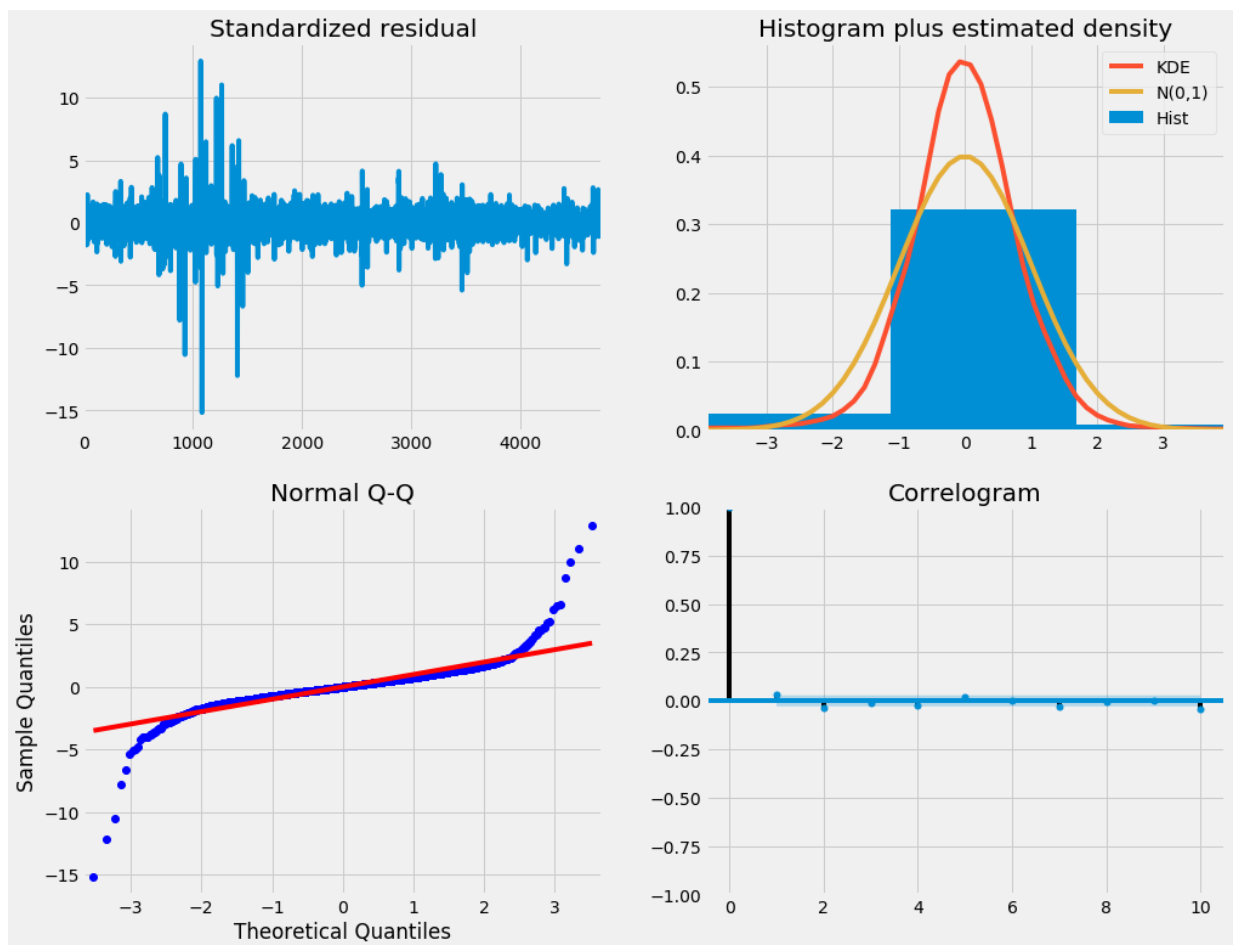 Standardized residual
10
5
0
−5
−10
−15
0 1000 2000 3000 4000
Histogram plus estimated density
KDE
N(0,1)
Hist
0.5
0.4
0.3
0.2
0.1
0.0
−3 −2 −1 0 1 2 3
Normal Q-Q
Sample Quantiles
10
5
0
−5
−10
−15
−3 −2 −1 0 1 2 3
Theoretical Quantiles
Correlogram
1.00
0.75
0.50
0.25
0.00
−0.25
−0.50
−0.75
−1.00
0 2 4 6 8 10